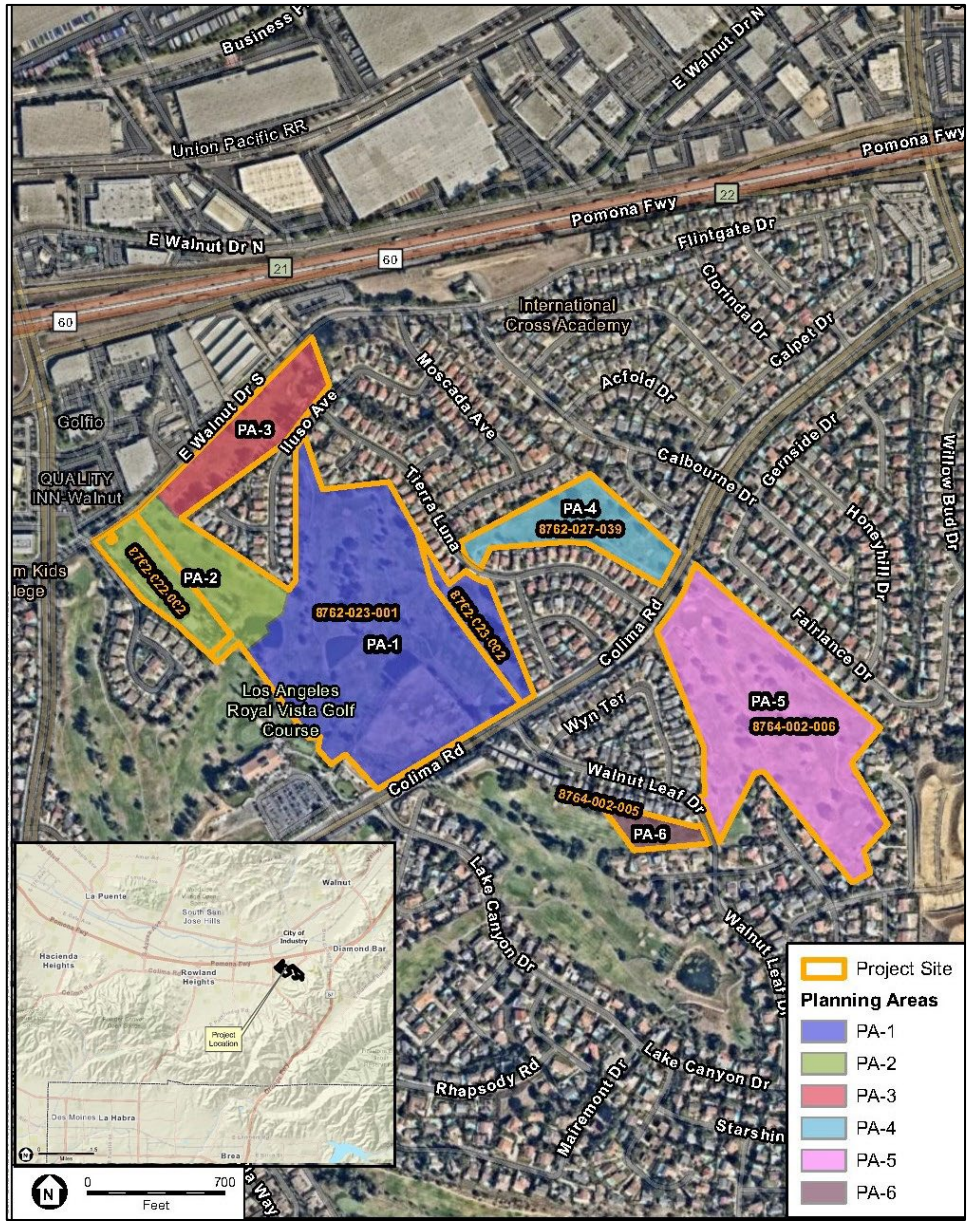 Business P
E Walnut Dr N
Union Pacific RR
Pomona Fwy
22
Pomona Fwy
E Walnut Dr N
Flintgate Dr
21
60
60
Clorinda Dr
International
Cross Academy
Calpet Dr
Moscada Ave
Acfold Dr
E Walnut Dr S
Iluso Ave
PA-3
Golfio
Gernside Dr
Calbourne Dr
Tierra Luna
Willow Bud Dr
QUALITY
INN-Walnut
PA-4
8762-027-039
Honeyhill Dr
m Kids
lege
8762-022-002
PA-2
8762-023-001
PA-1
8762-023-002
Colima Rd
Fairlance Dr
Los Angeles
Royal Vista Golf
Course
PA-5
8764-002-006
Wyn Ter
Colima Rd
Walnut Leaf Dr
8764-002-005
PA-6
Lake Canyon Dr
Walnut Leaf Dr
Lake Canyon Dr
Rhapsody Rd
Mairemont Dr
Starshin
la Way
Walnut
La Puente
South San
Jose Hills
City of
Industry
Pomona Fwy
Diamond Bar
Hacienda
Heights
Rowland
Heights
Project
Location
Des Moines
La Habra
Brea
N
0
Miles
N
0
700
Feet
Project Site
Planning Areas
PA-1
PA-2
PA-3
PA-4
PA-5
PA-6